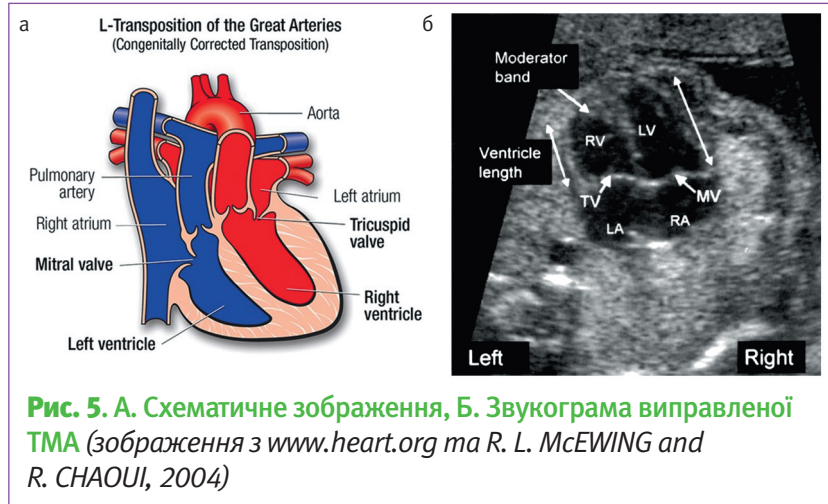 а
L-Transposition of the Great Arteries
(Congenitally Corrected Transposition)
Aorta
Pulmonary
artery
Left atrium
Right atrium
Tricuspid
valve
Mitral valve
Right
ventricle
Left ventricle
б
Moderator
band
RV
LV
Ventricle
length
TV
MV
LA
RA
Left
Right
Рис. 5. А. Схематичне зображення, Б. Звукограма виправленої
ТМА (зображення з www.heart.org та R. L. McEWING and
R. CHAOUI, 2004)